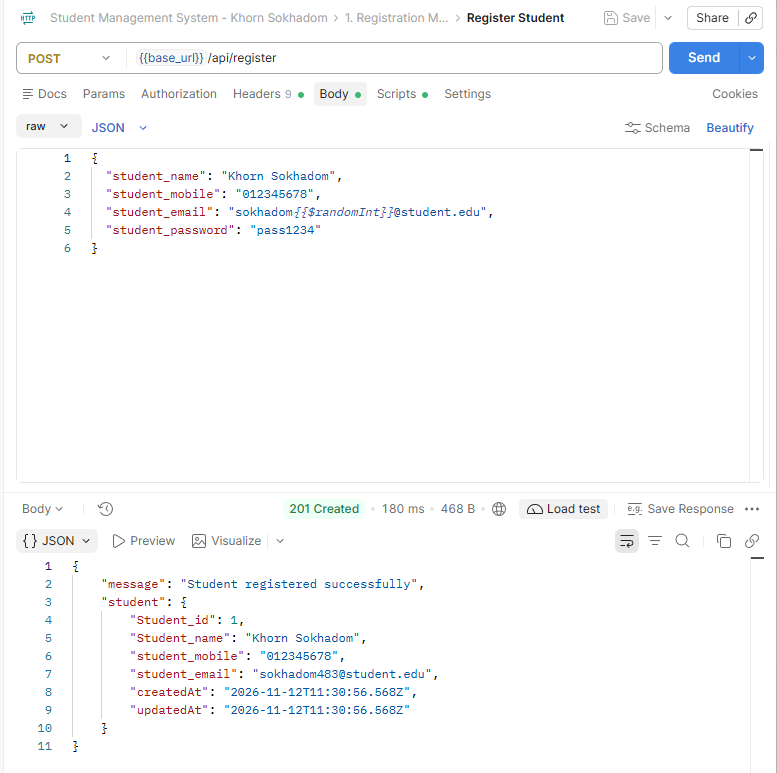 HTTP Student Management System - Khorn Sokhadom > 1. Registration M... > Register Student Save Share
POST {{base_url}} /api/register Send
Docs Params Authorization Headers 9 Body Scripts Settings Cookies
raw JSON Schema Beautify
1 {
2 "student_name": "Khorn Sokhadom",
3 "student_mobile": "012345678",
4 "student_email": "sokhadom{{$randomInt}}@student.edu",
5 "student_password": "pass1234"
6 }
Body 201 Created • 180 ms • 468 B • Load test e.g. Save Response
{} JSON Preview Visualize
1 {
2 "message": "Student registered successfully",
3 "student": {
4 "Student_id": 1,
5 "Student_name": "Khorn Sokhadom",
6 "student_mobile": "012345678",
7 "student_email": "sokhadom483@student.edu",
8 "createdAt": "2026-11-12T11:30:56.568Z",
9 "updatedAt": "2026-11-12T11:30:56.568Z"
10 }
11 }